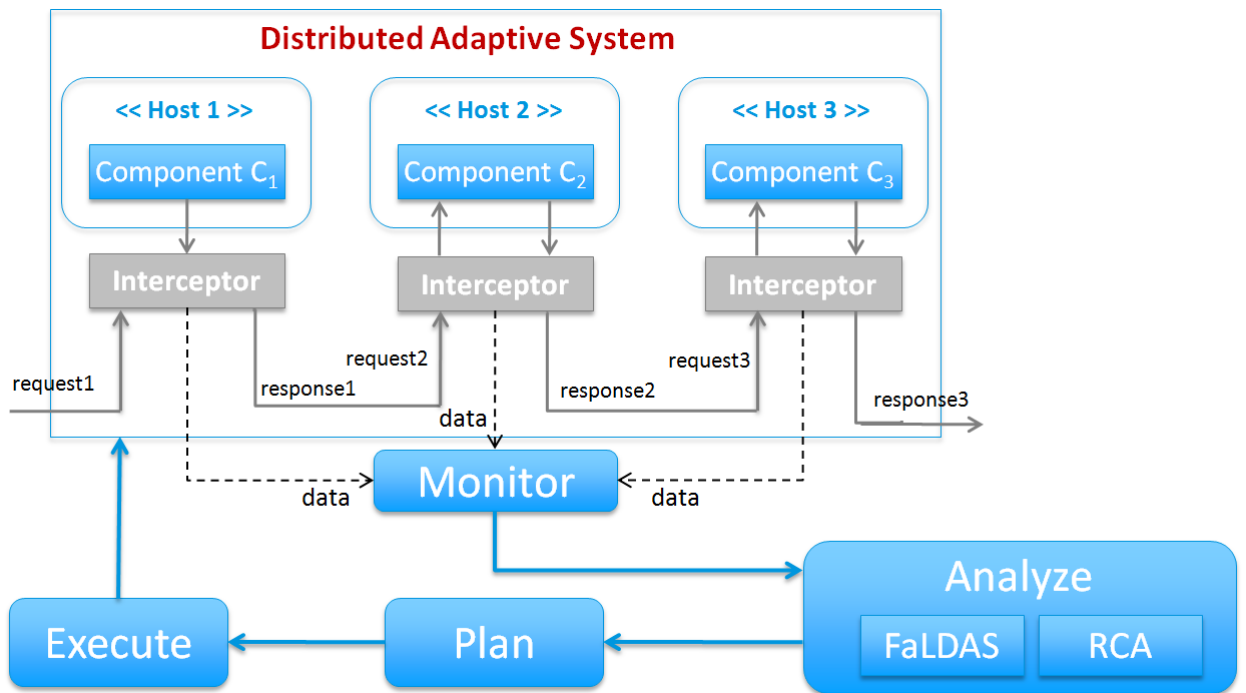 Distributed Adaptive System
<< Host 1 >>
<< Host 2 >>
<< Host 3 >>
Component C1
Component C2
Component C3
Interceptor
Interceptor
Interceptor
request1
response1
request2
response2
request3
response3
data
data
data
Monitor
Analyze
FaLDAS
RCA
Plan
Execute